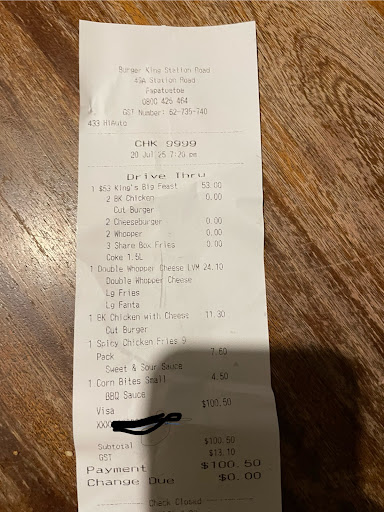 Burger King Station Road
49A Station Road
Papatoetoe
0800 426 464
GST Number: 62-735-740
433 HiAuto
CHK 9999
20 Jul'25 7:20 pm
Drive Thru
1 $53 King's Big Feast 53.00
2 BK Chicken 0.00
Cut Burger
2 Cheeseburger 0.00
2 Whopper 0.00
3 Share Box Fries 0.00
Coke 1.5L
1 Double Whopper Cheese LVM 24.10
Double Whopper Cheese
Lg Fries
Lg Fanta
1 BK Chicken with Cheese 11.30
Cut Burger
1 Spicy Chicken Fries 9
Pack 7.60
Sweet & Sour Sauce
1 Corn Bites Small 4.50
BBQ Sauce
Visa $100.50
XXX
Subtotal $100.50
GST $13.10
Payment $100.50
Change Due $0.00
Check Closed